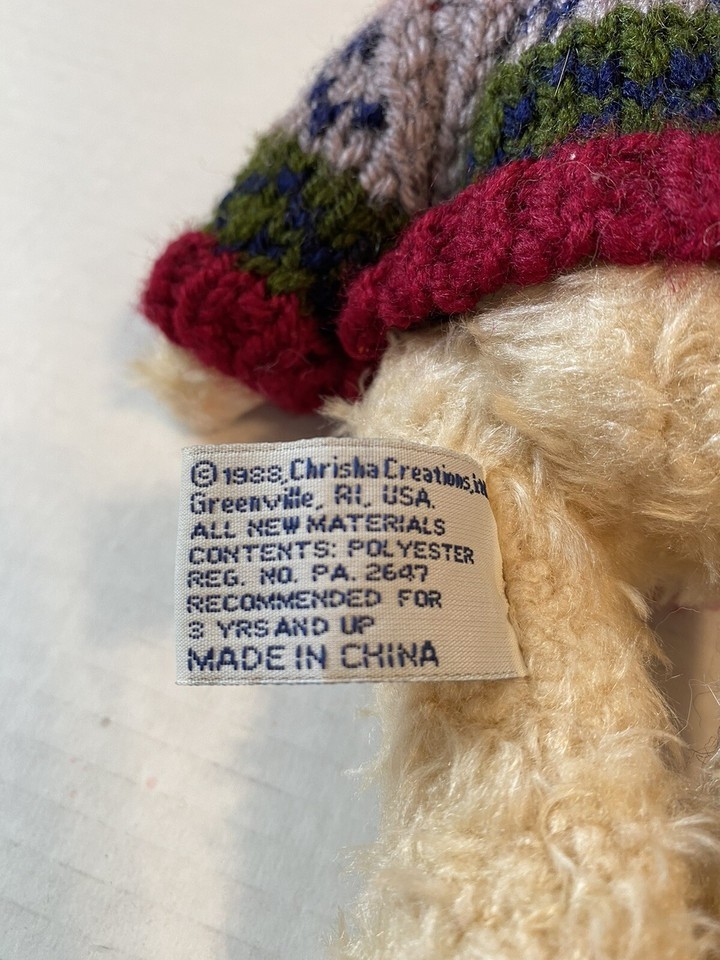 © 1988, Chrisha Creations, ltd
Greenville, RI, USA.
ALL NEW MATERIALS
CONTENTS: POLYESTER
REG. NO. PA. 2647
RECOMMENDED FOR
3 YRS AND UP
MADE IN CHINA